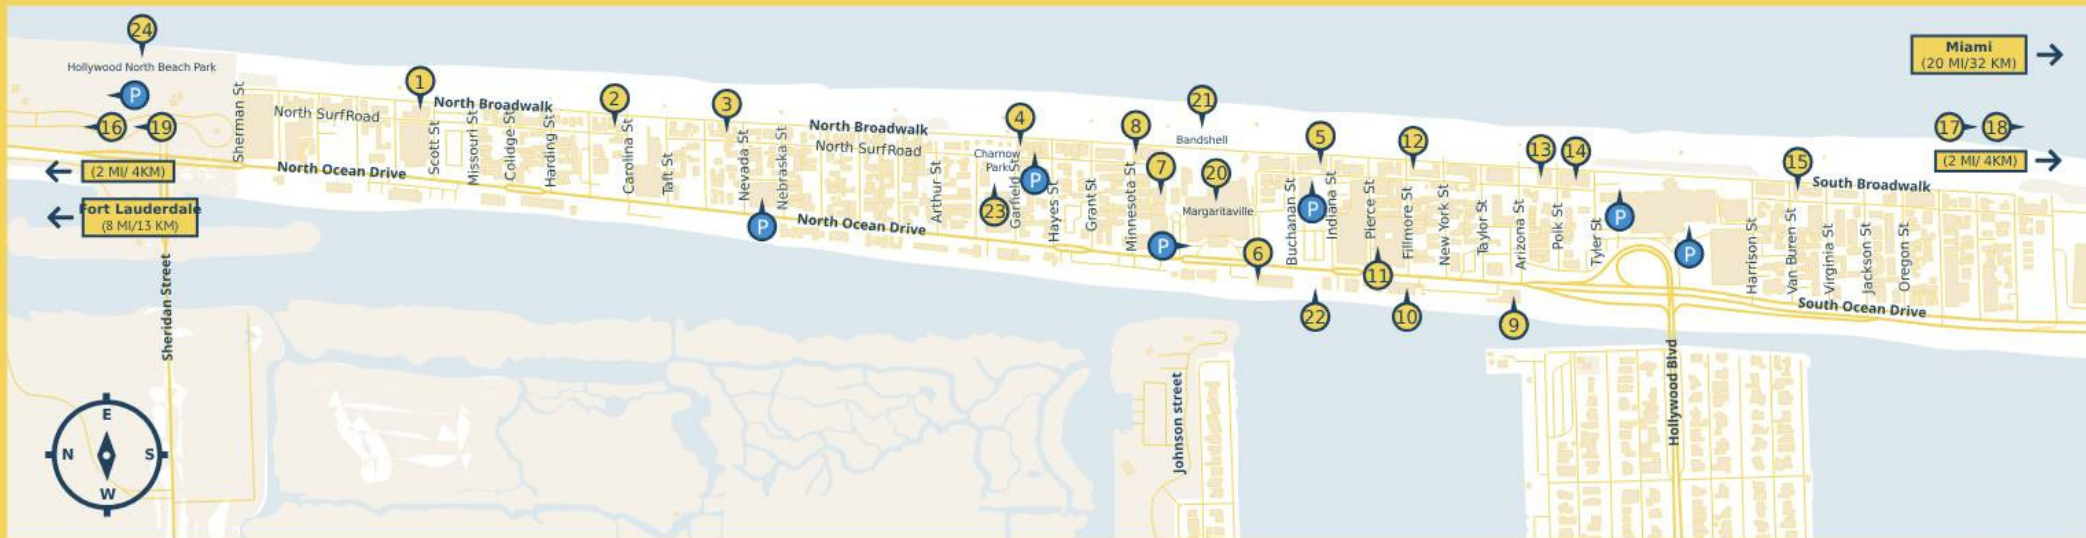 24
Hollywood North Beach Park
P
16
19
(2 MI/ 4KM)
Fort Lauderdale
(8 MI/13 KM)
Sheridan Street
Sherman St
North SurfRoad
North Ocean Drive
1
North Broadwalk
Scott St
Missouri St
Colidge St
Harding St
2
Carolina St
Taft St
3
Nevada St
Nebraska St
P
North Broadwalk
North SurfRoad
North Ocean Drive
Arthur St
4
Charnow
Park
23
Garfield St
P
Hayes St
Grant St
8
Minnesota St
7
P
21
Bandshell
20
Margaritaville
6
Buchanan St
5
P
Indiana St
22
Pierce St
11
12
Fillmore St
10
New York St
Taylor St
13
Arizona St
9
14
Polk St
Tyler St
P
P
Harrison St
15
Van Buren St
South Broadwalk
Virginia St
Jackson St
Oregon St
South Ocean Drive
Miami
(20 MI/32 KM)
17
18
(2 MI/ 4KM)
Johnson street
Hollywood Blvd
E
N
S
W